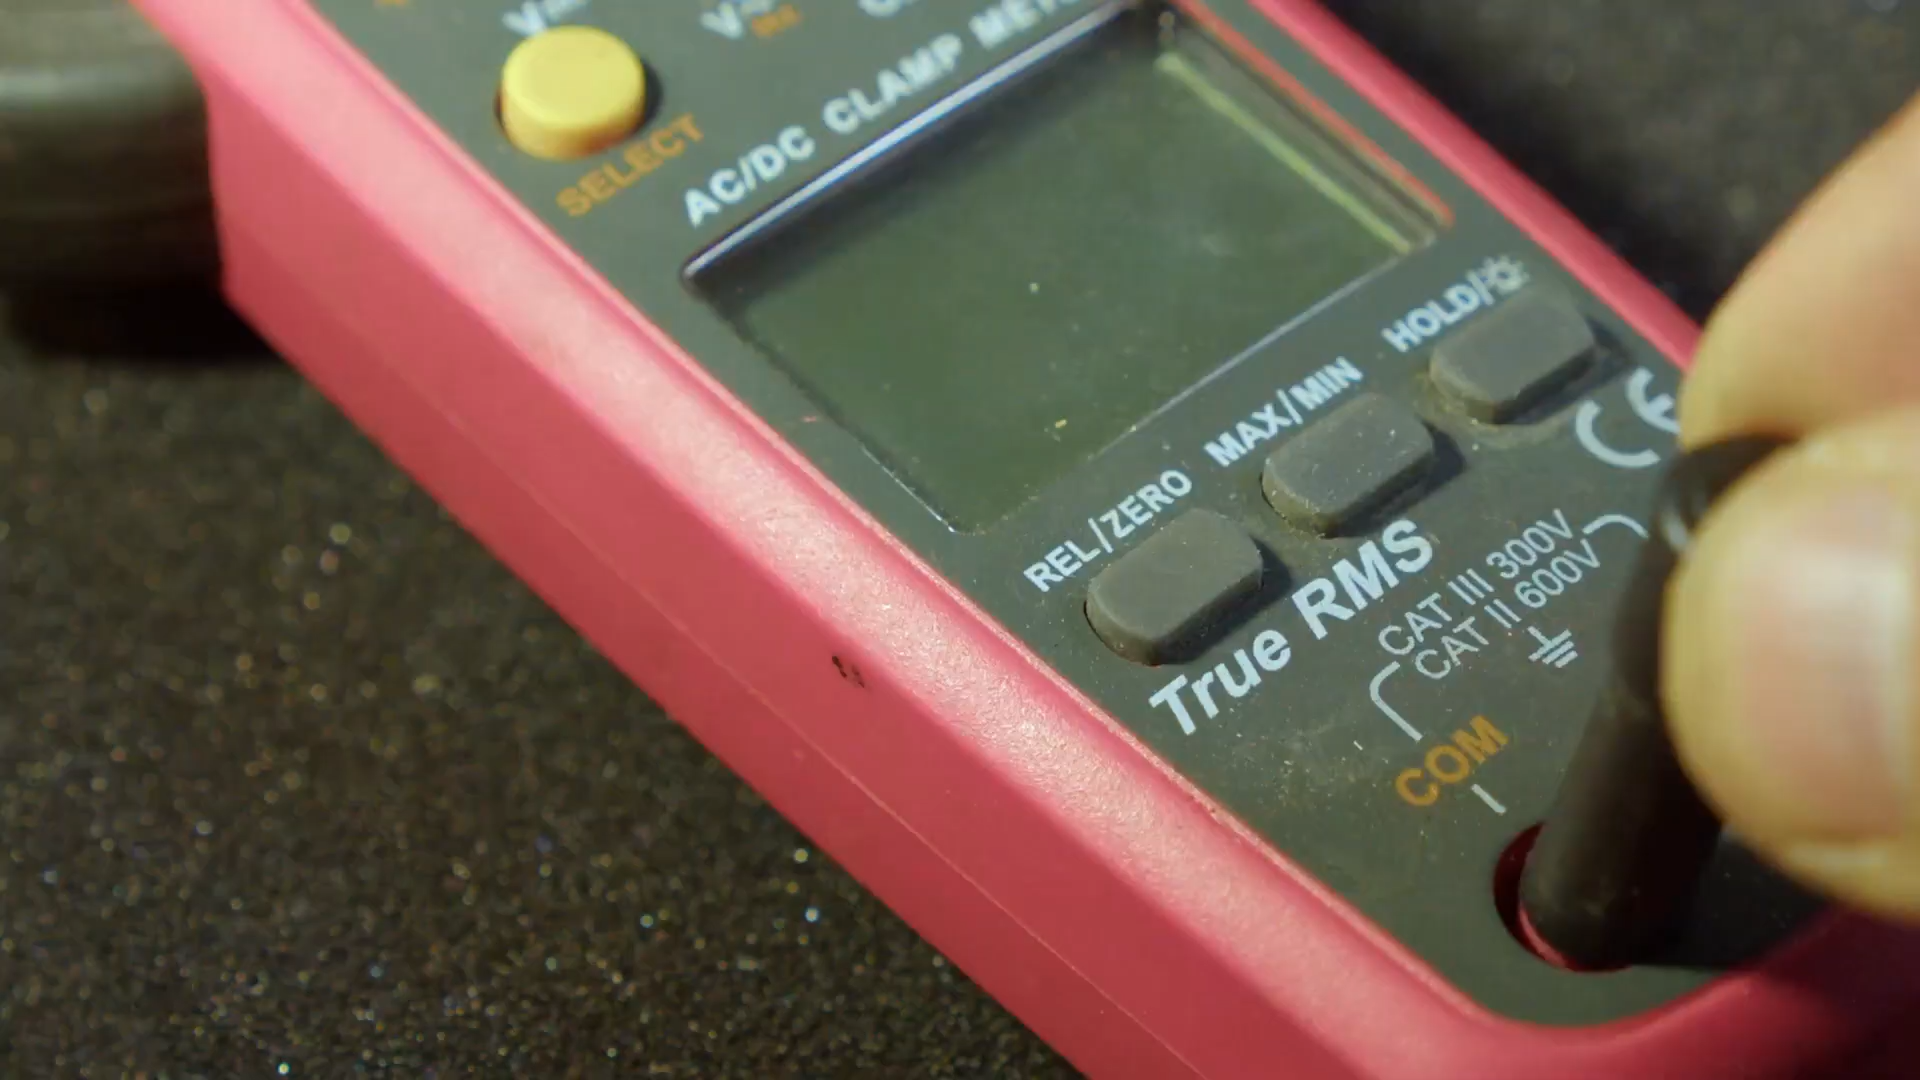 SELECT
AC/DC CLAMP METER
HOLD/
MAX/MIN
REL/ZERO
CE
True RMS
CAT III 300V
CAT II 600V
COM